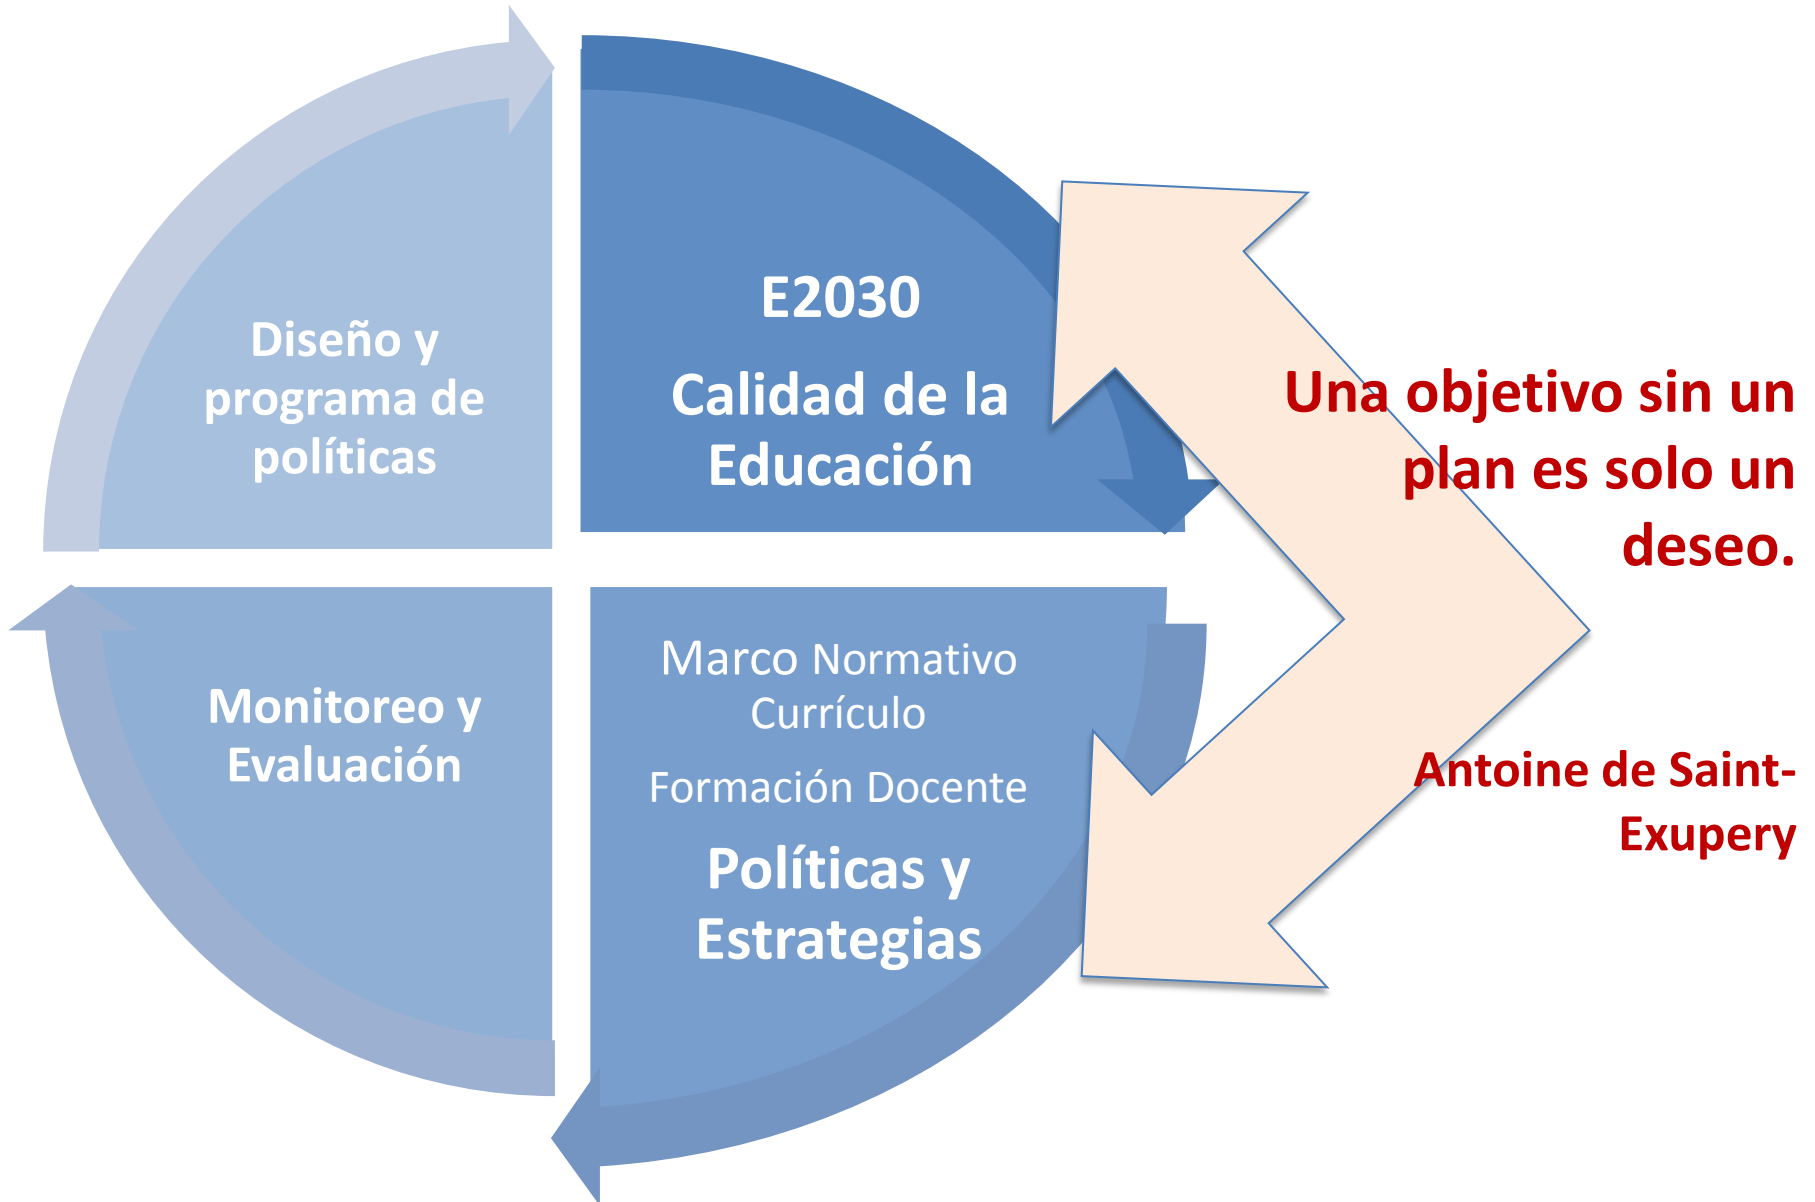 Diseño y
programa de
políticas
E2030
Calidad de la
Educación
Una objetivo sin un
plan es solo un
deseo.
Monitoreo y
Evaluación
Marco Normativo
Currículo
Formación Docente
Políticas y
Estrategias
Antoine de Saint-
Exupery